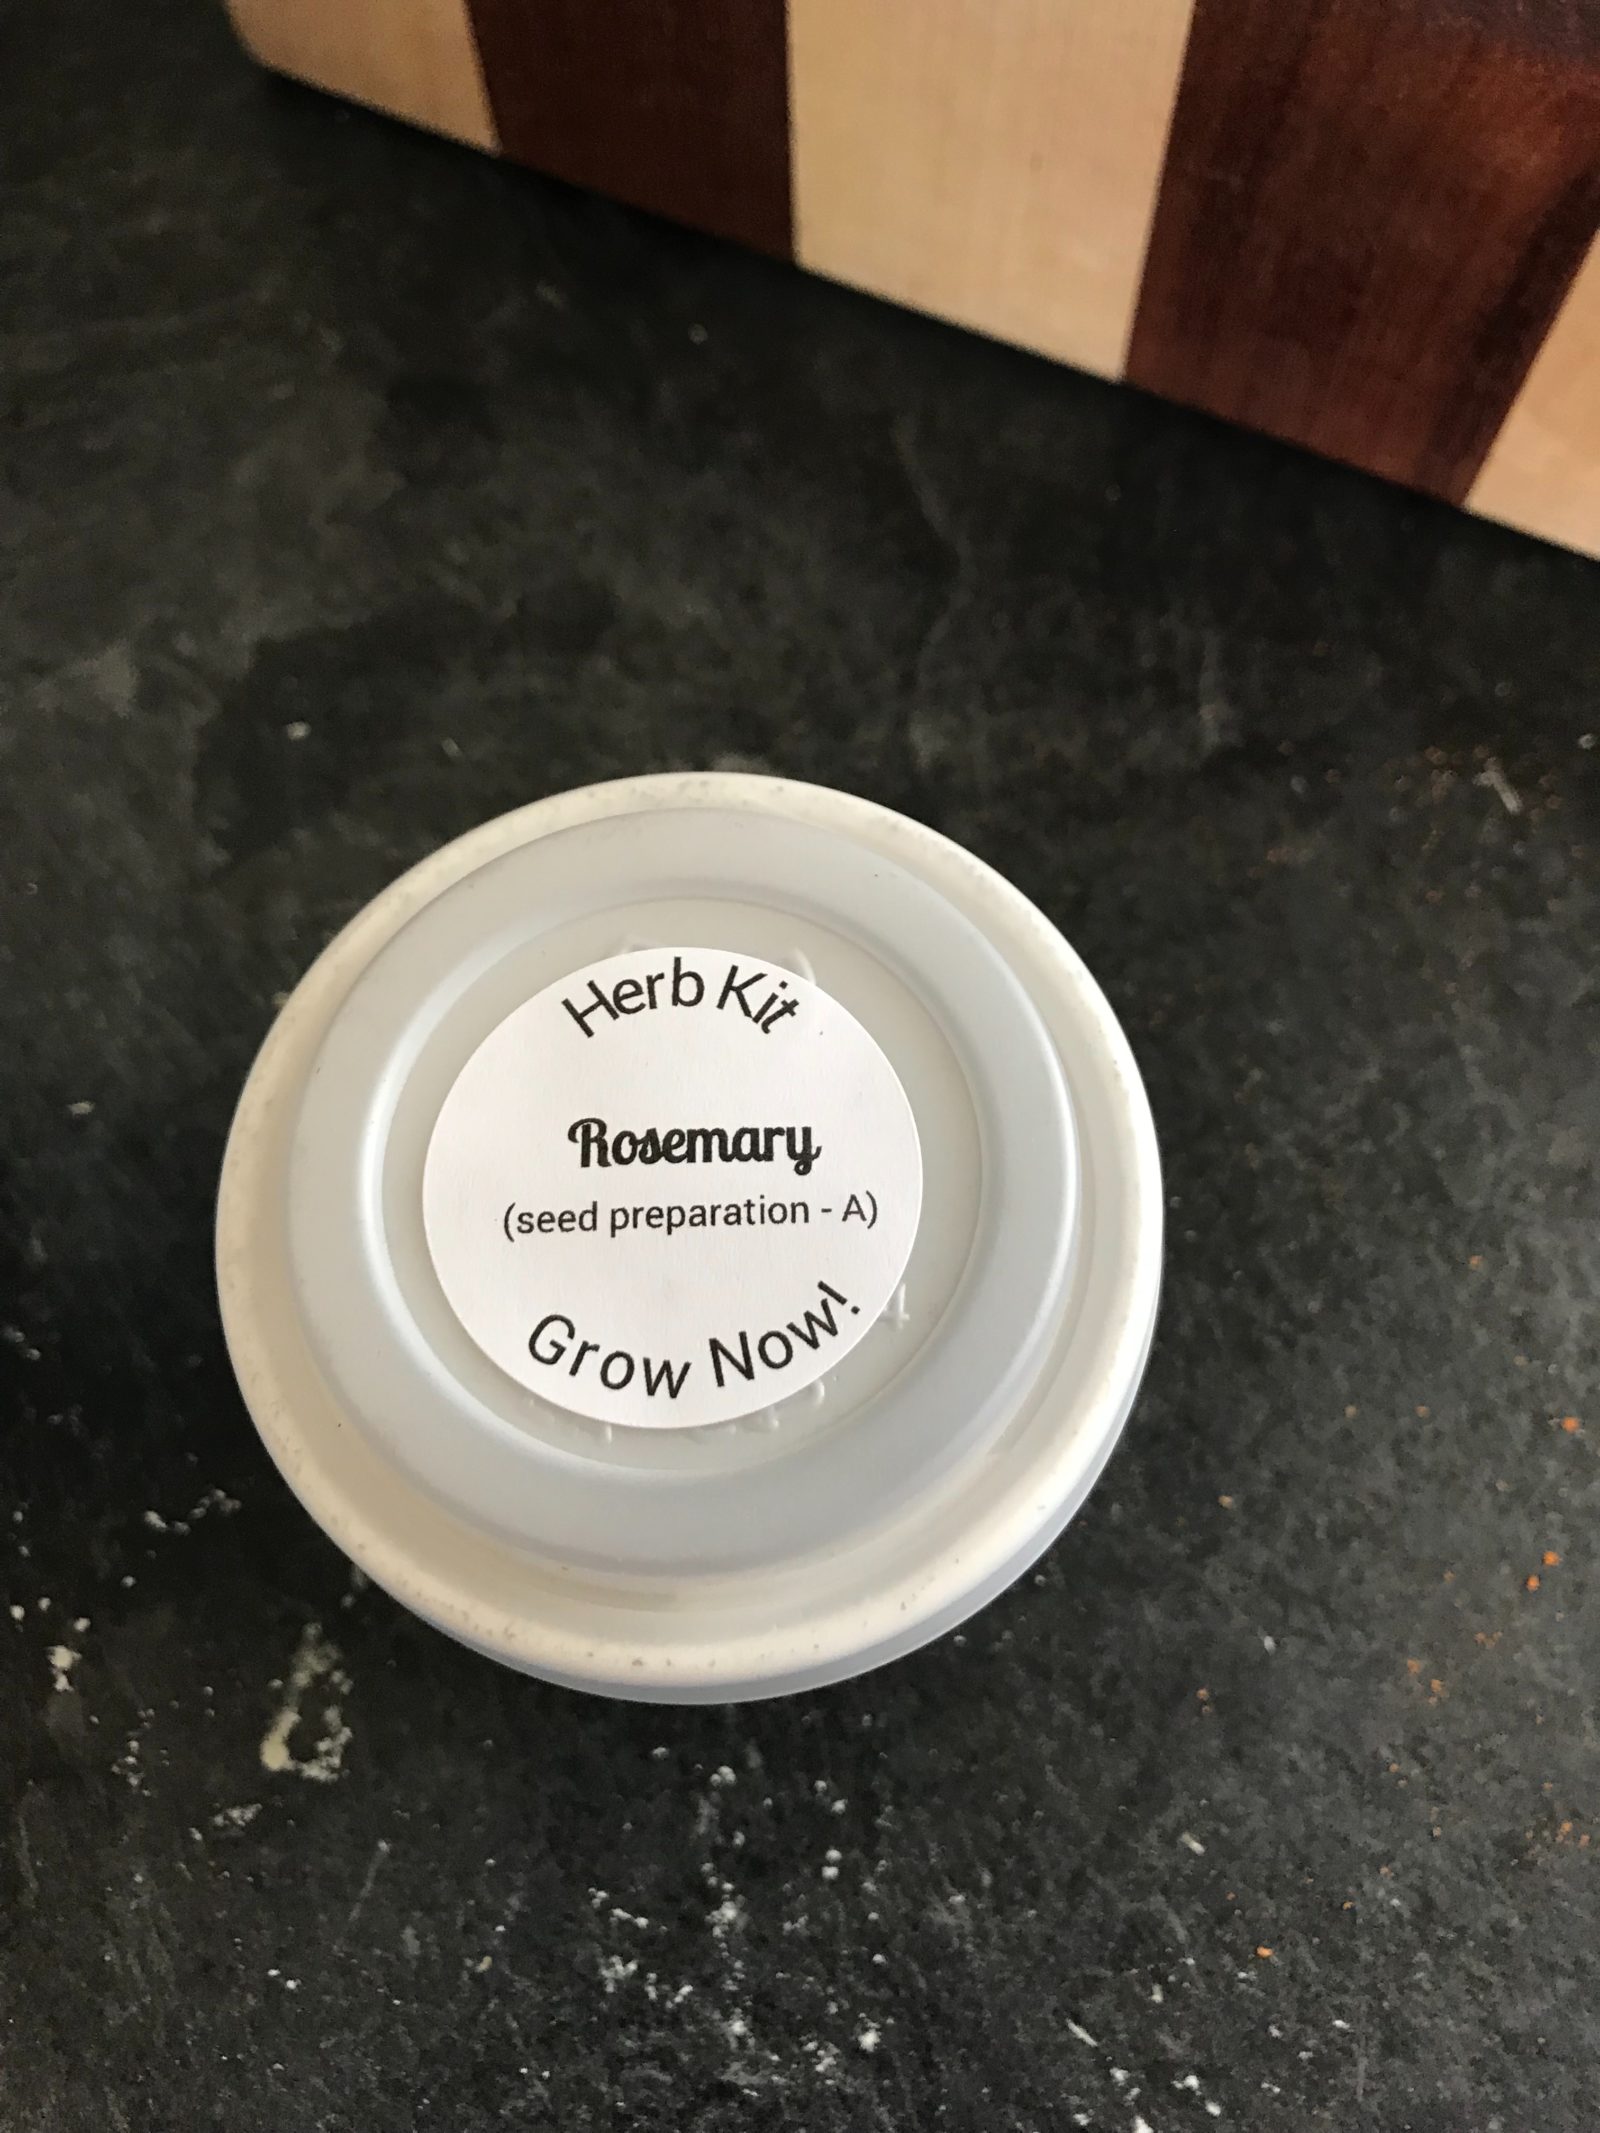 Herb Kit
Rosemary
(seed preparation - A)
Grow Now!